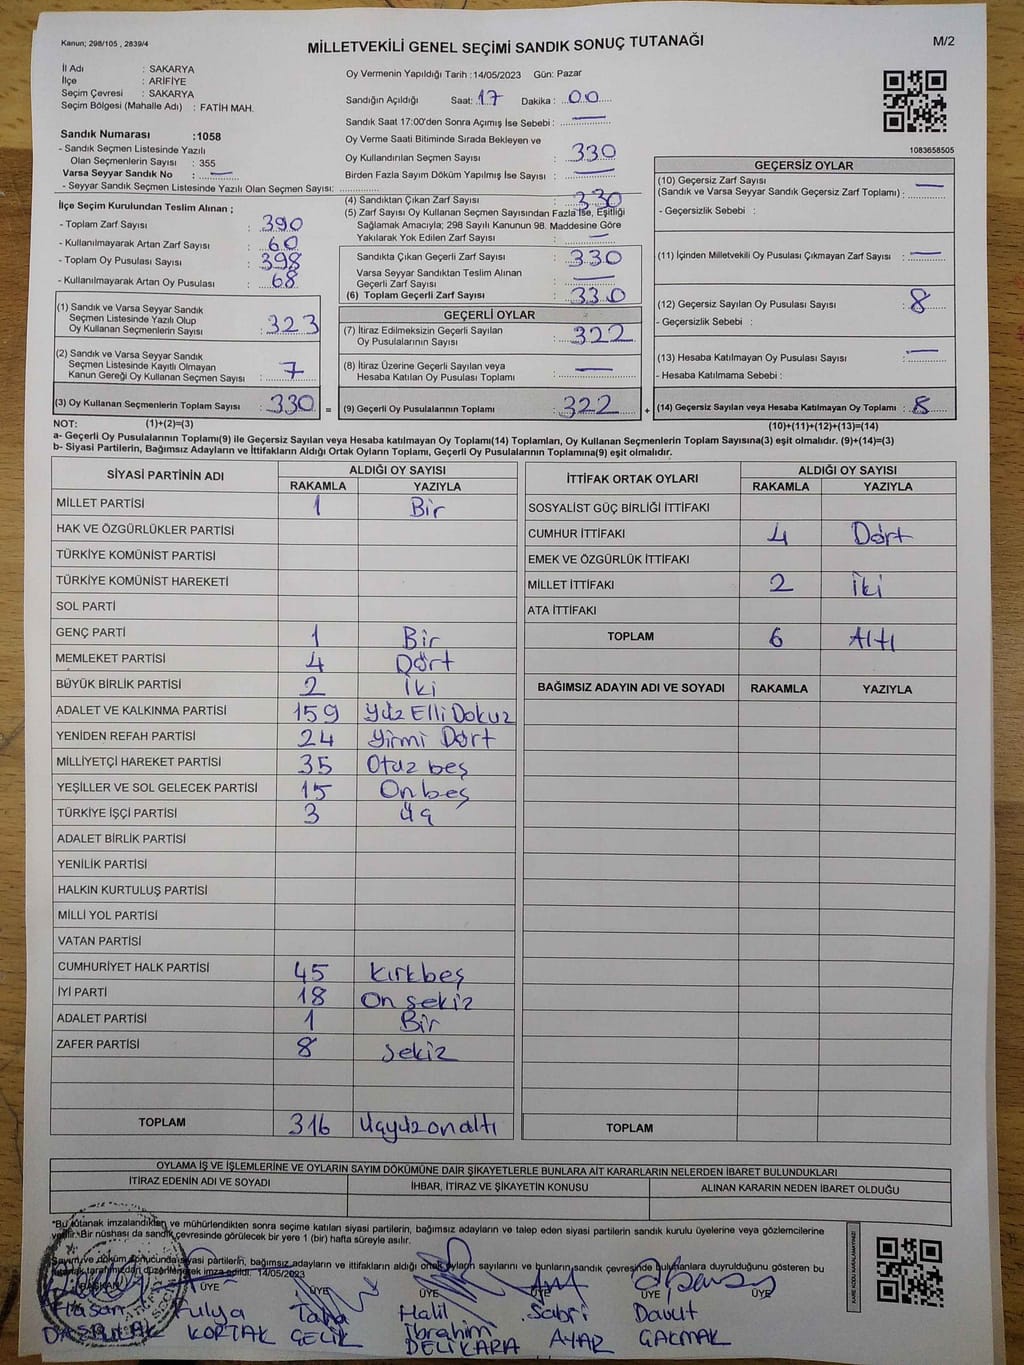 Kanun; 298/105 , 2839/4
MİLLETVEKİLİ GENEL SEÇİMİ SANDIK SONUÇ TUTANAĞI
M/2
İl Adı : SAKARYA
İlçe : ARİFİYE
Seçim Çevresi : SAKARYA
Seçim Bölgesi (Mahalle Adı) : FATİH MAH.
Sandık Numarası :1058
- Sandık Seçmen Listesinde Yazılı
Olan Seçmenlerin Sayısı : 355
Varsa Seyyar Sandık No : —
- Seyyar Sandık Seçmen Listesinde Yazılı Olan Seçmen Sayısı:
Oy Vermenin Yapıldığı Tarih :14/05/2023 Gün: Pazar
Sandığın Açıldığı Saat: 17 Dakika : 00
Sandık Saat 17:00'den Sonra Açımış İse Sebebi : —
Oy Verme Saati Bitiminde Sırada Bekleyen ve
Oy Kullandırılan Seçmen Sayısı : 330
Birden Fazla Sayım Döküm Yapılmış İse Sayısı : —
1083658505
İlçe Seçim Kurulundan Teslim Alınan ;
- Toplam Zarf Sayısı : 390
- Kullanılmayarak Artan Zarf Sayısı : 60
- Toplam Oy Pusulası Sayısı : 398
- Kullanılmayarak Artan Oy Pusulası : 68
(1) Sandık ve Varsa Seyyar Sandık
Seçmen Listesinde Yazılı Olup
Oy Kullanan Seçmenlerin Sayısı : 323
(2) Sandık ve Varsa Seyyar Sandık
Seçmen Listesinde Kayıtlı Olmayan
Kanun Gereği Oy Kullanan Seçmen Sayısı : 7
(3) Oy Kullanan Seçmenlerin Toplam Sayısı : 330 =
(4) Sandıktan Çıkan Zarf Sayısı : 330
(5) Zarf Sayısı Oy Kullanan Seçmen Sayısından Fazla İse, Eşitliği
Sağlamak Amacıyla; 298 Sayılı Kanunun 98. Maddesine Göre
Yakılarak Yok Edilen Zarf Sayısı : —
Sandıkta Çıkan Geçerli Zarf Sayısı : 330
Varsa Seyyar Sandıktan Teslim Alınan
Geçerli Zarf Sayısı : —
(6) Toplam Geçerli Zarf Sayısı : 330
GEÇERLİ OYLAR
(7) İtiraz Edilmeksizin Geçerli Sayılan
Oy Pusulalarının Sayısı : 322
(8) İtiraz Üzerine Geçerli Sayılan veya
Hesaba Katılan Oy Pusulası Toplamı : —
(9) Geçerli Oy Pusulalarının Toplamı : 322 +
GEÇERSİZ OYLAR
(10) Geçersiz Zarf Sayısı
(Sandık ve Varsa Seyyar Sandık Geçersiz Zarf Toplamı) : —
- Geçersizlik Sebebi :
(11) İçinden Milletvekili Oy Pusulası Çıkmayan Zarf Sayısı : —
(12) Geçersiz Sayılan Oy Pusulası Sayısı : 8
- Geçersizlik Sebebi :
(13) Hesaba Katılmayan Oy Pusulası Sayısı : —
- Hesaba Katılmama Sebebi :
(14) Geçersiz Sayılan veya Hesaba Katılmayan Oy Toplamı : 8
NOT: (1)+(2)=(3) (10)+(11)+(12)+(13)=(14)
a- Geçerli Oy Pusulalarının Toplamı(9) ile Geçersiz Sayılan veya Hesaba katılmayan Oy Toplamı(14) Toplamları, Oy Kullanan Seçmenlerin Toplam Sayısına(3) eşit olmalıdır. (9)+(14)=(3)
b- Siyasi Partilerin, Bağımsız Adayların ve İttifakların Aldığı Ortak Oyların Toplamı, Geçerli Oy Pusulalarının Toplamına(9) eşit olmalıdır.
SİYASİ PARTİNİN ADI ALDIĞI OY SAYISI
RAKAMLA YAZIYLA
MİLLET PARTİSİ 1 Bir
HAK VE ÖZGÜRLÜKLER PARTİSİ
TÜRKİYE KOMÜNİST PARTİSİ
TÜRKİYE KOMÜNİST HAREKETİ
SOL PARTİ
GENÇ PARTİ 1 Bir
MEMLEKET PARTİSİ 4 Dört
BÜYÜK BİRLİK PARTİSİ 2 İki
ADALET VE KALKINMA PARTİSİ 159 Yüz Elli Dokuz
YENİDEN REFAH PARTİSİ 24 Yirmi Dört
MİLLİYETÇİ HAREKET PARTİSİ 35 Otuz beş
YEŞİLLER VE SOL GELECEK PARTİSİ 15 On beş
TÜRKİYE İŞÇİ PARTİSİ 3 Üç
ADALET BİRLİK PARTİSİ
YENİLİK PARTİSİ
HALKIN KURTULUŞ PARTİSİ
MİLLİ YOL PARTİSİ
VATAN PARTİSİ
CUMHURİYET HALK PARTİSİ 45 kırkbeş
İYİ PARTİ 18 On sekiz
ADALET PARTİSİ 1 Bir
ZAFER PARTİSİ 8 sekiz
TOPLAM 316 Üçyüzonaltı
İTTİFAK ORTAK OYLARI ALDIĞI OY SAYISI
RAKAMLA YAZIYLA
SOSYALİST GÜÇ BİRLİĞİ İTTİFAKI
CUMHUR İTTİFAKI 4 Dört
EMEK VE ÖZGÜRLÜK İTTİFAKI
MİLLET İTTİFAKI 2 İki
ATA İTTİFAKI
TOPLAM 6 Altı
BAĞIMSIZ ADAYIN ADI VE SOYADI RAKAMLA YAZIYLA
TOPLAM
OYLAMA İŞ VE İŞLEMLERİNE VE OYLARIN SAYIM DÖKÜMÜNE DAİR ŞİKAYETLERLE BUNLARA AİT KARARLARIN NELERDEN İBARET BULUNDUKLARI
İTİRAZ EDENİN ADI VE SOYADI İHBAR, İTİRAZ VE ŞİKAYETİN KONUSU ALINAN KARARIN NEDEN İBARET OLDUĞU
"Bu tutanak imzalandıktan ve mühürlendikten sonra seçime katılan siyasi partilerin, bağımsız adayların ve talep eden siyasi partilerin sandık kurulu üyelerine veya gözlemcilerine
verilir. Bir nüshası da sandık çevresinde görülecek bir yere 1 (bir) hafta süreyle asılır.
Sayım ve döküm sonucunda siyasi partilerin, bağımsız adayların ve ittifakların aldığı ortak oyların sayılarını ve bunların sandık çevresinde bulunanlara duyrulduğunu gösteren bu
tutanak tarafımızdan düzenlenerek imza edildi. 14/05/2023
BAŞKAN ÜYE ÜYE ÜYE ÜYE ÜYE ÜYE
Hasan Fulya Taha Halil Sabri Davut
KORTAK ÇELİK İbrahim AYAR ÇAKMAK
DELİKARA